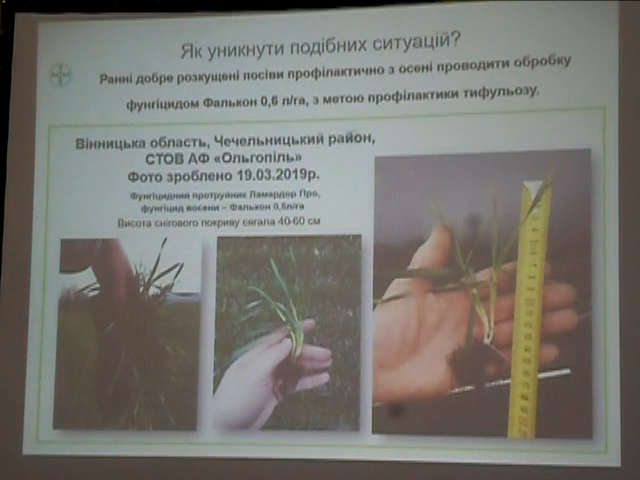 Як уникнути подібних ситуацій?
Ранні добре розкущені посіви профілактично з осені проводити обробку
фунгіцидом Фалькон 0,6 л/га, з метою профілактики тифульозу.
Вінницька область, Чечельницький район,
СТОВ АФ «Ольгопіль»
Фото зроблено 19.03.2019р.
Фунгіцидний протруйник Ламардор Про,
фунгіцид восени – Фалькон 0,6л/га
Висота снігового покриву сягала 40-60 см